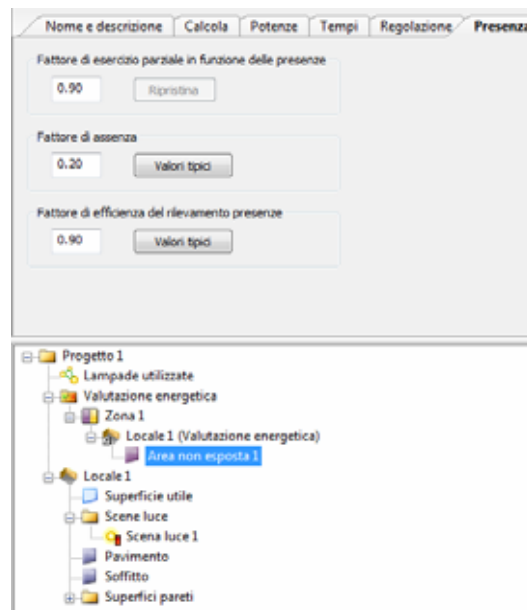 Nome e descrizione Calcola Potenze Tempi Regolazione Presenza
Fattore di esercizio parziale in funzione delle presenze
0.90 Ripristina
Fattore di assenza
0.20 Valori tipici
Fattore di efficienza del rilevamento presenze
0.90 Valori tipici
Progetto 1
Lampade utilizzate
Valutazione energetica
Zona 1
Locale 1 (Valutazione energetica)
Area non esposta 1
Locale 1
Superficie utile
Scene luce
Scena luce 1
Pavimento
Soffitto
Superfici pareti